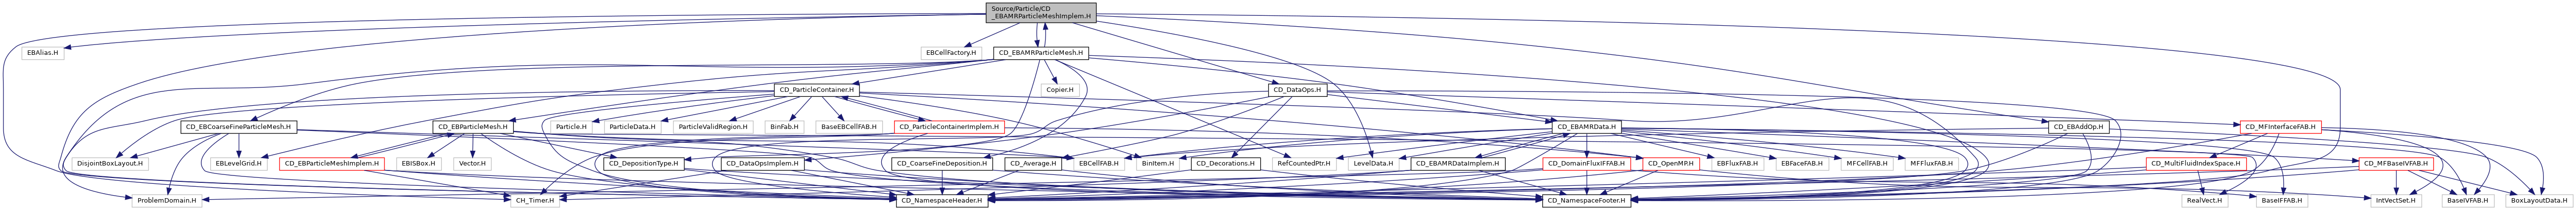 Source/Particle/CD
_EBAMRParticleMeshImplem.H
EBAlias.H
EBCellFactory.H
CD_EBAMRParticleMesh.H
CD_ParticleContainer.H
Copier.H
CD_DataOps.H
CD_EBCoarseFineParticleMesh.H
CD_EBParticleMesh.H
Particle.H
ParticleData.H
ParticleValidRegion.H
BinFab.H
BaseEBCellFAB.H
CD_ParticleContainerImplem.H
CD_EBAMRData.H
CD_EBAddOp.H
CD_MFInterfaceFAB.H
DisjointBoxLayout.H
EBLevelGrid.H
CD_EBParticleMeshImplem.H
EBISBox.H
Vector.H
CD_DepositionType.H
CD_DataOpsImplem.H
CD_CoarseFineDeposition.H
CD_Average.H
EBCellFAB.H
BinItem.H
CD_Decorations.H
RefCountedPtr.H
LevelData.H
CD_EBAMRDataImplem.H
CD_DomainFluxIFFAB.H
CD_OpenMP.H
EBFluxFAB.H
EBFaceFAB.H
MFCellFAB.H
MFFluxFAB.H
CD_MultiFluidIndexSpace.H
CD_MFBaseIVFAB.H
ProblemDomain.H
CH_Timer.H
CD_NamespaceHeader.H
CD_NamespaceFooter.H
RealVect.H
BaseIFFAB.H
IntVectSet.H
BaseIVFAB.H
BoxLayoutData.H